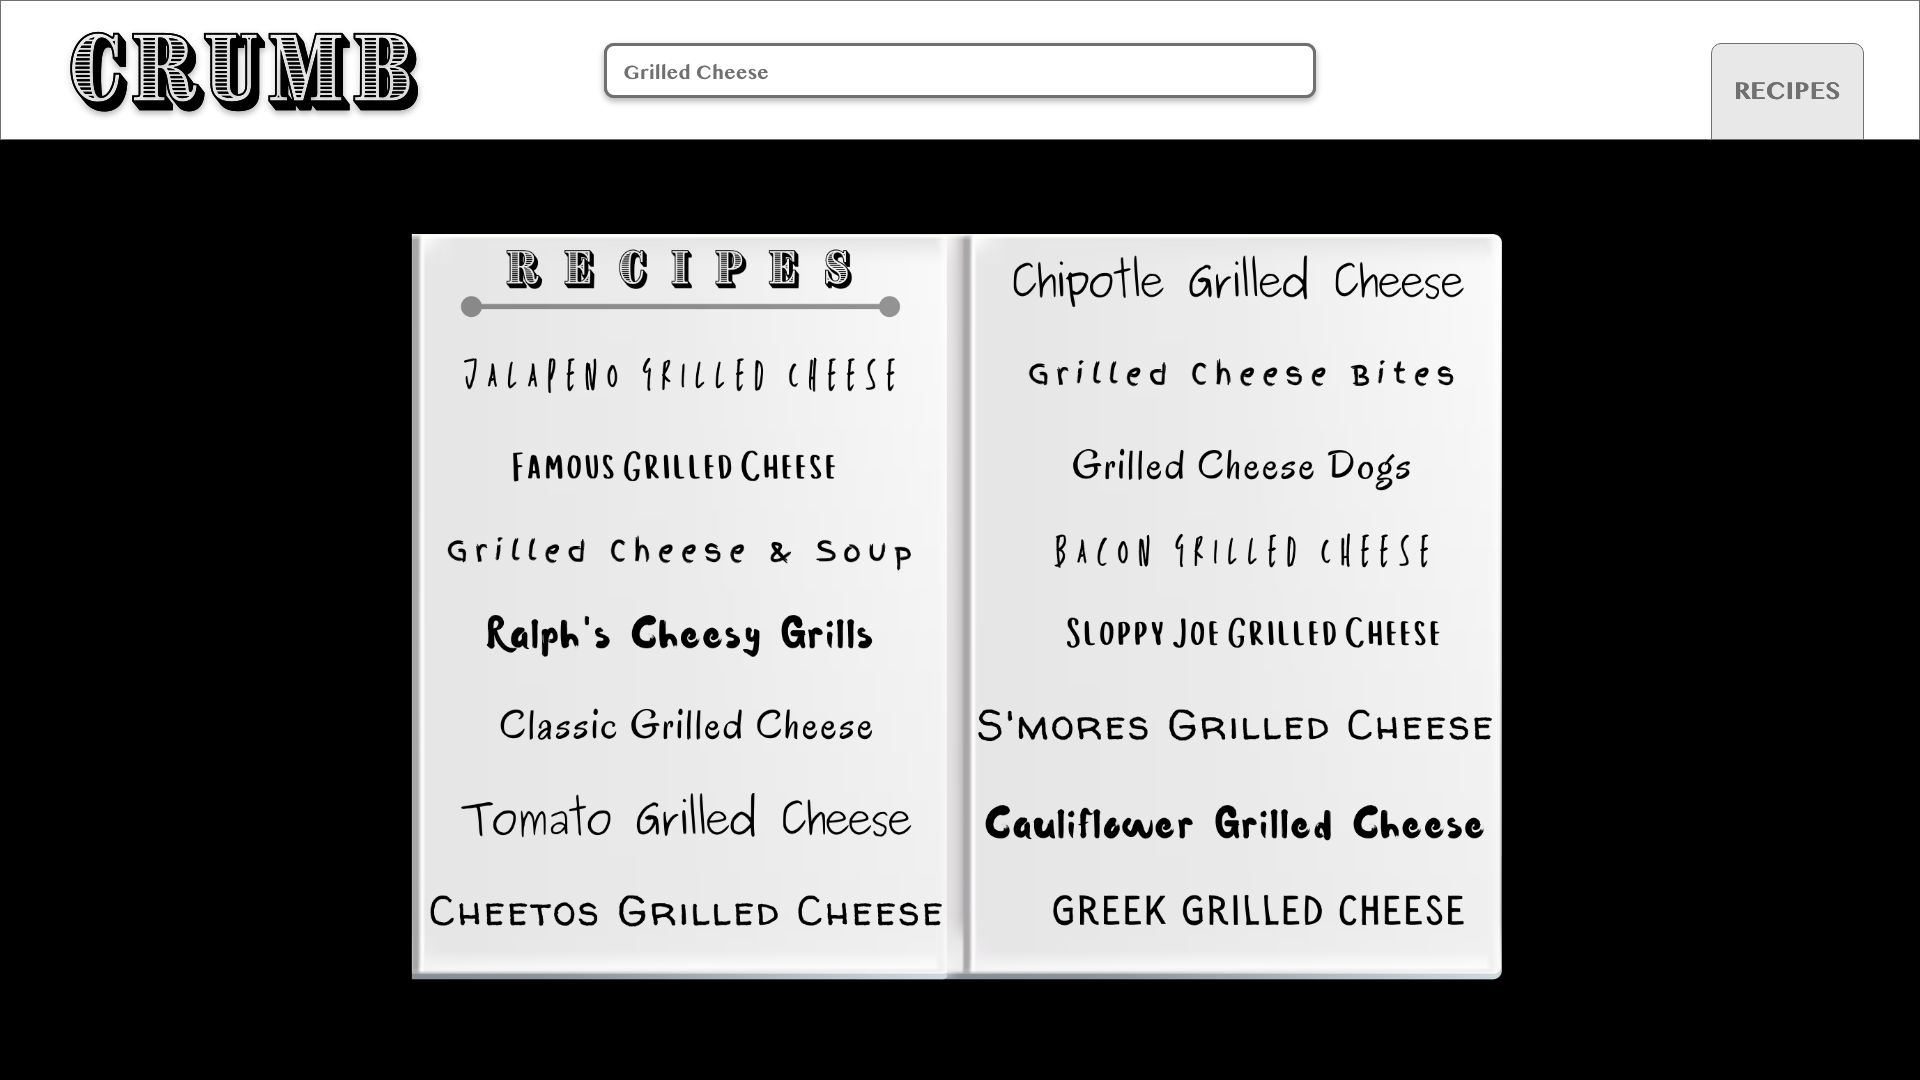 CRUMB
Grilled Cheese
RECIPES
RECIPES
JALAPENO GRILLED CHEESE
FAMOUS GRILLED CHEESE
Grilled Cheese & Soup
Ralph's Cheesy Grills
Classic Grilled Cheese
Tomato Grilled Cheese
CHEETOS GRILLED CHEESE
Chipotle Grilled Cheese
Grilled Cheese Bites
Grilled Cheese Dogs
BACON GRILLED CHEESE
SLOPPY JOE GRILLED CHEESE
S'MORES GRILLED CHEESE
Cauliflower Grilled Cheese
GREEK GRILLED CHEESE